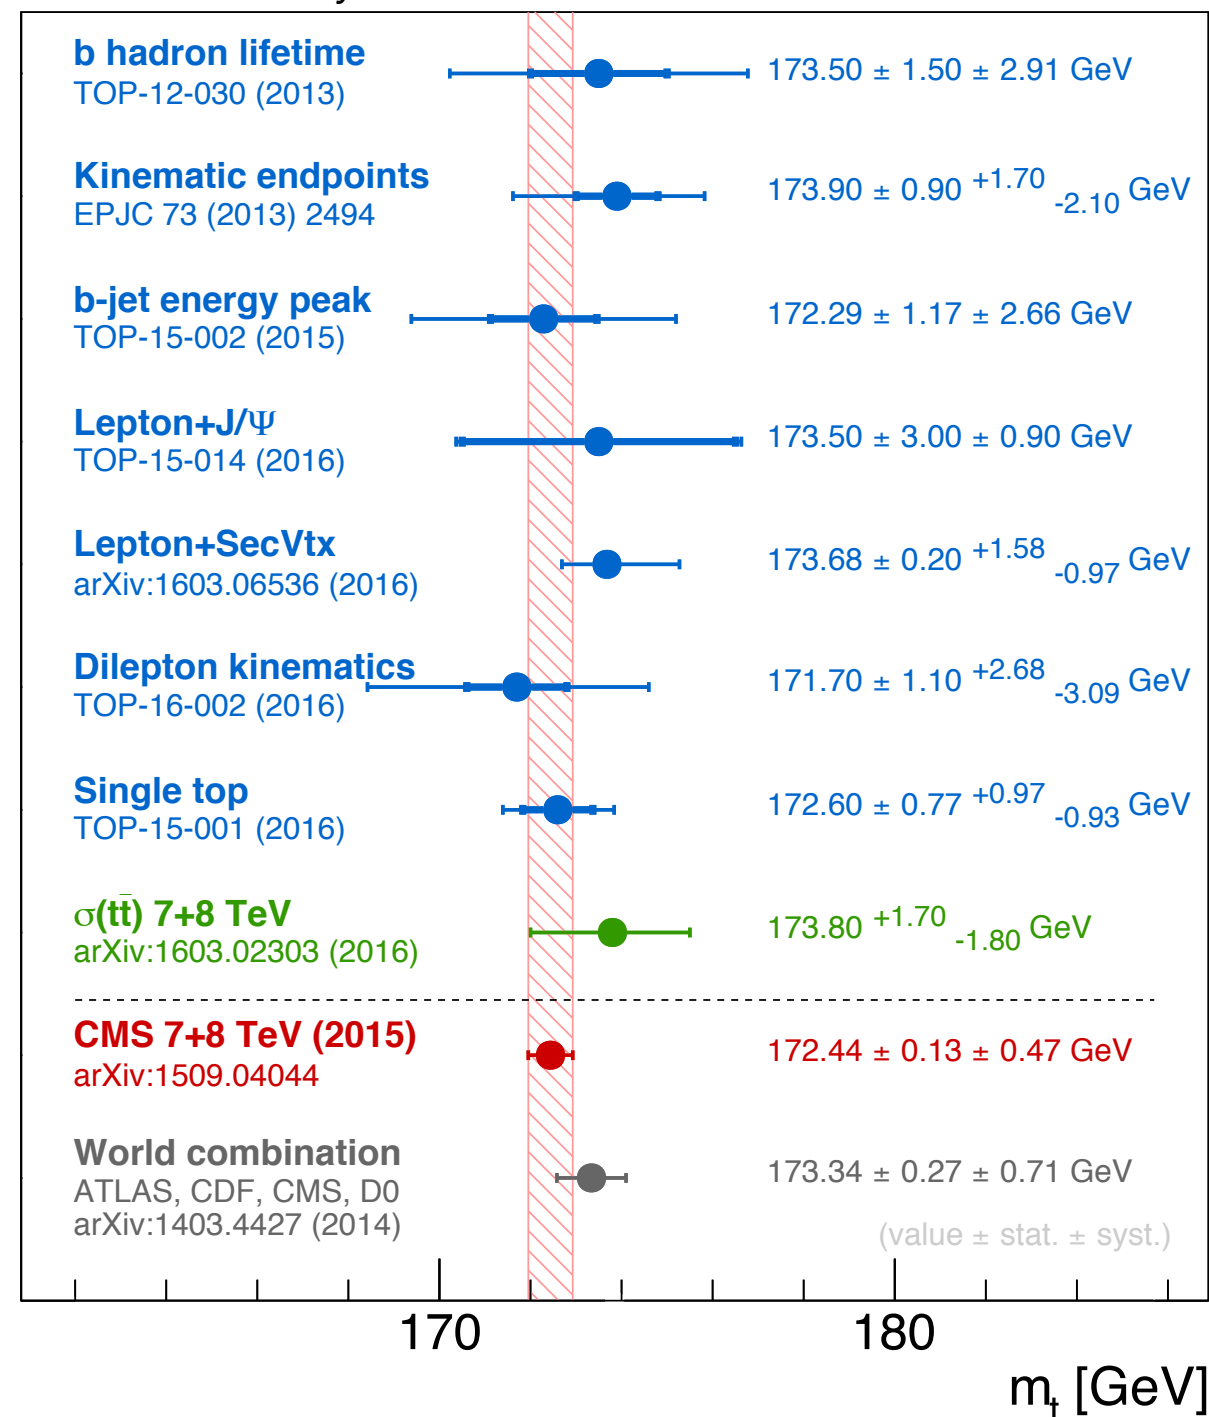 b hadron lifetime
TOP-12-030 (2013)
173.50 ± 1.50 ± 2.91 GeV
Kinematic endpoints
EPJC 73 (2013) 2494
173.90 ± 0.90 +1.70 -2.10 GeV
b-jet energy peak
TOP-15-002 (2015)
172.29 ± 1.17 ± 2.66 GeV
Lepton+J/Ψ
TOP-15-014 (2016)
173.50 ± 3.00 ± 0.90 GeV
Lepton+SecVtx
arXiv:1603.06536 (2016)
173.68 ± 0.20 +1.58 -0.97 GeV
Dilepton kinematics
TOP-16-002 (2016)
171.70 ± 1.10 +2.68 -3.09 GeV
Single top
TOP-15-001 (2016)
172.60 ± 0.77 +0.97 -0.93 GeV
σ(tt̄) 7+8 TeV
arXiv:1603.02303 (2016)
173.80 +1.70 -1.80 GeV
CMS 7+8 TeV (2015)
arXiv:1509.04044
172.44 ± 0.13 ± 0.47 GeV
World combination
ATLAS, CDF, CMS, D0
arXiv:1403.4427 (2014)
173.34 ± 0.27 ± 0.71 GeV
(value ± stat. ± syst.)
170 180
mt [GeV]